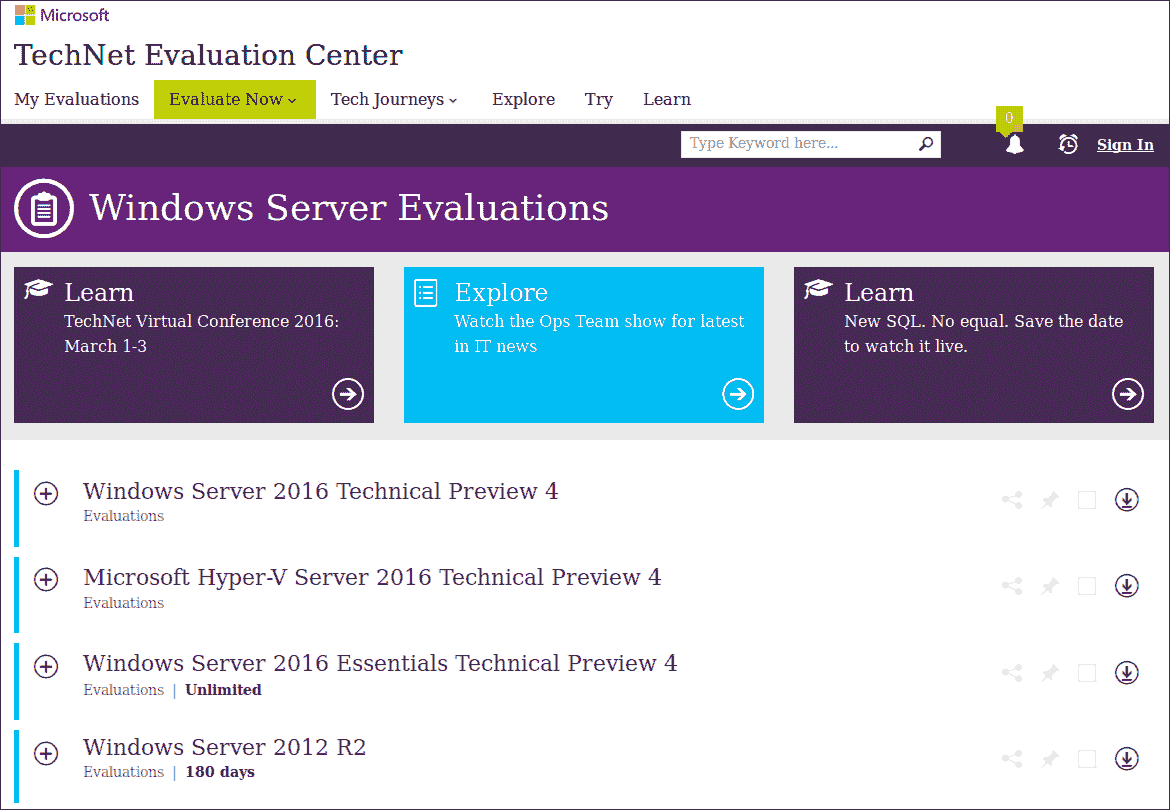 Microsoft
TechNet Evaluation Center
My Evaluations Evaluate Now Tech Journeys Explore Try Learn
0
Type Keyword here... Sign In
Windows Server Evaluations
Learn
TechNet Virtual Conference 2016:
March 1-3
Explore
Watch the Ops Team show for latest
in IT news
Learn
New SQL. No equal. Save the date
to watch it live.
Windows Server 2016 Technical Preview 4
Evaluations
Microsoft Hyper-V Server 2016 Technical Preview 4
Evaluations
Windows Server 2016 Essentials Technical Preview 4
Evaluations | Unlimited
Windows Server 2012 R2
Evaluations | 180 days